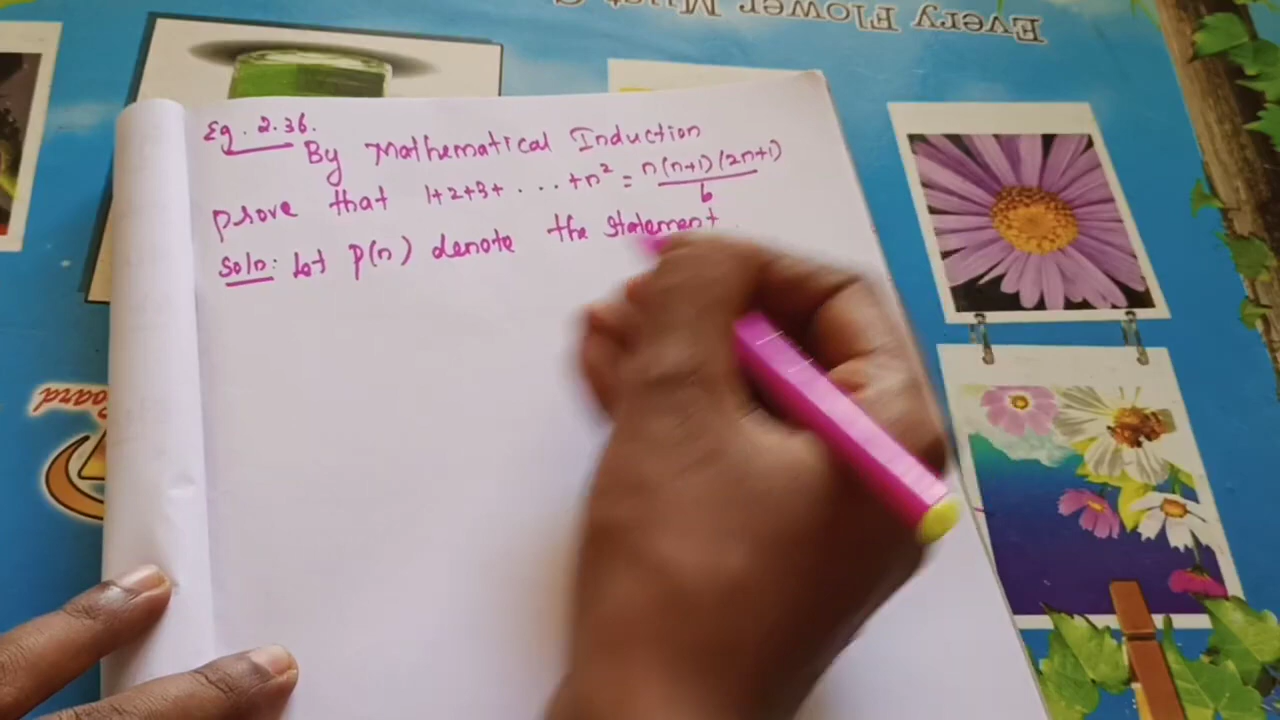 Every Flower Must G
Eg. 2.36.
By Mathematical Induction
prove that 1+2+3+ . . . +n² = n(n+1)(2n+1)/6
Soln: Let p(n) denote the statement
oard